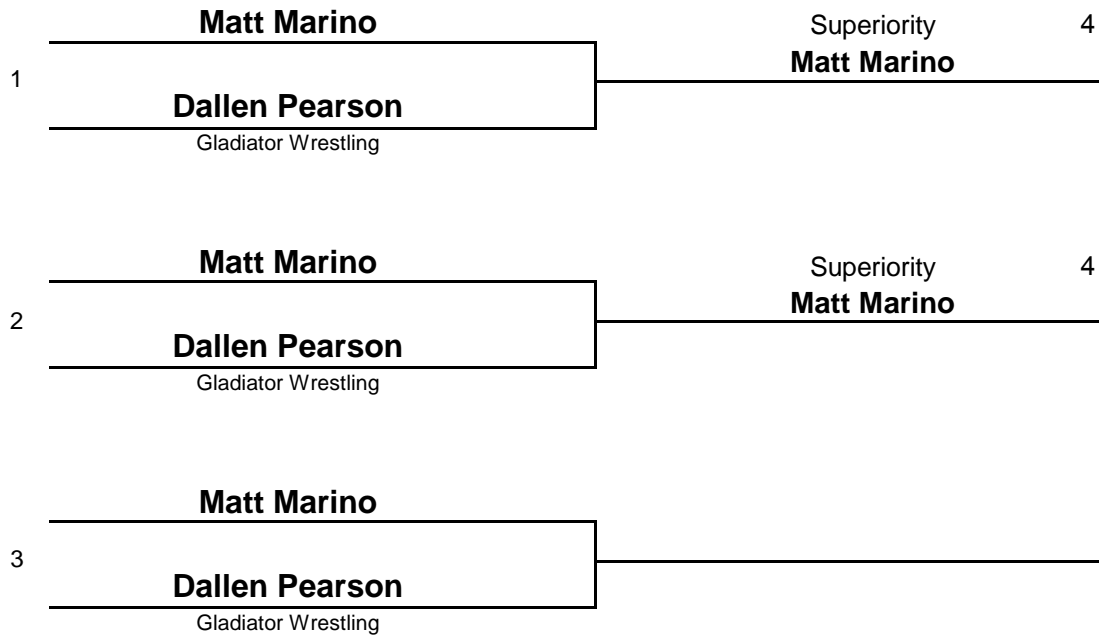 Matt Marino
Superiority 4
Matt Marino
1
Dallen Pearson
Gladiator Wrestling
Matt Marino
Superiority 4
Matt Marino
2
Dallen Pearson
Gladiator Wrestling
Matt Marino
3
Dallen Pearson
Gladiator Wrestling